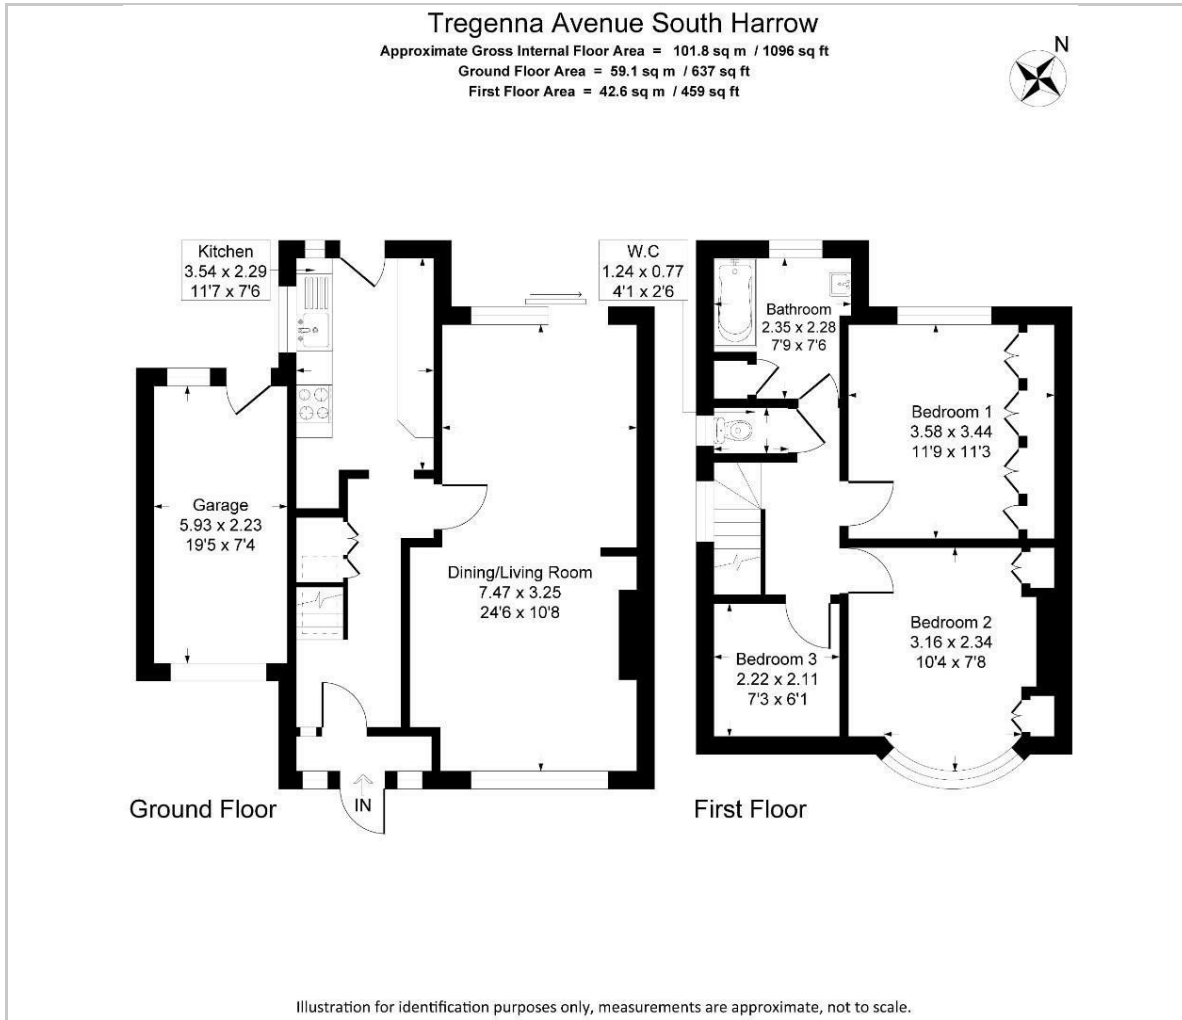 Tregenna Avenue South Harrow
Approximate Gross Internal Floor Area = 101.8 sq m / 1096 sq ft
Ground Floor Area = 59.1 sq m / 637 sq ft
First Floor Area = 42.6 sq m / 459 sq ft
N
Kitchen
3.54 x 2.29
11'7 x 7'6
W.C
1.24 x 0.77
4'1 x 2'6
Bathroom
2.35 x 2.28
7'9 x 7'6
Bedroom 1
3.58 x 3.44
11'9 x 11'3
Garage
5.93 x 2.23
19'5 x 7'4
Dining/Living Room
7.47 x 3.25
24'6 x 10'8
Bedroom 2
3.16 x 2.34
10'4 x 7'8
Bedroom 3
2.22 x 2.11
7'3 x 6'1
IN
Ground Floor
First Floor
Illustration for identification purposes only, measurements are approximate, not to scale.